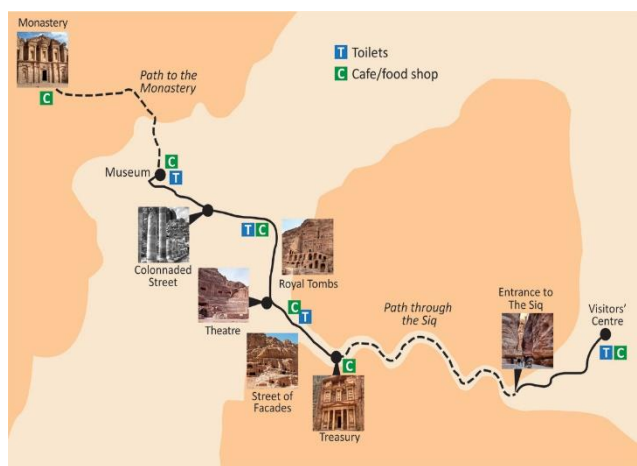 Monastery
C
Path to the
Monastery
T Toilets
C Cafe/food shop
Museum
C
T
Colonnaded
Street
T C
Royal Tombs
Theatre
C
T
Street of
Facades
C
Treasury
Path through
the Siq
Entrance to
The Siq
Visitors'
Centre
T C